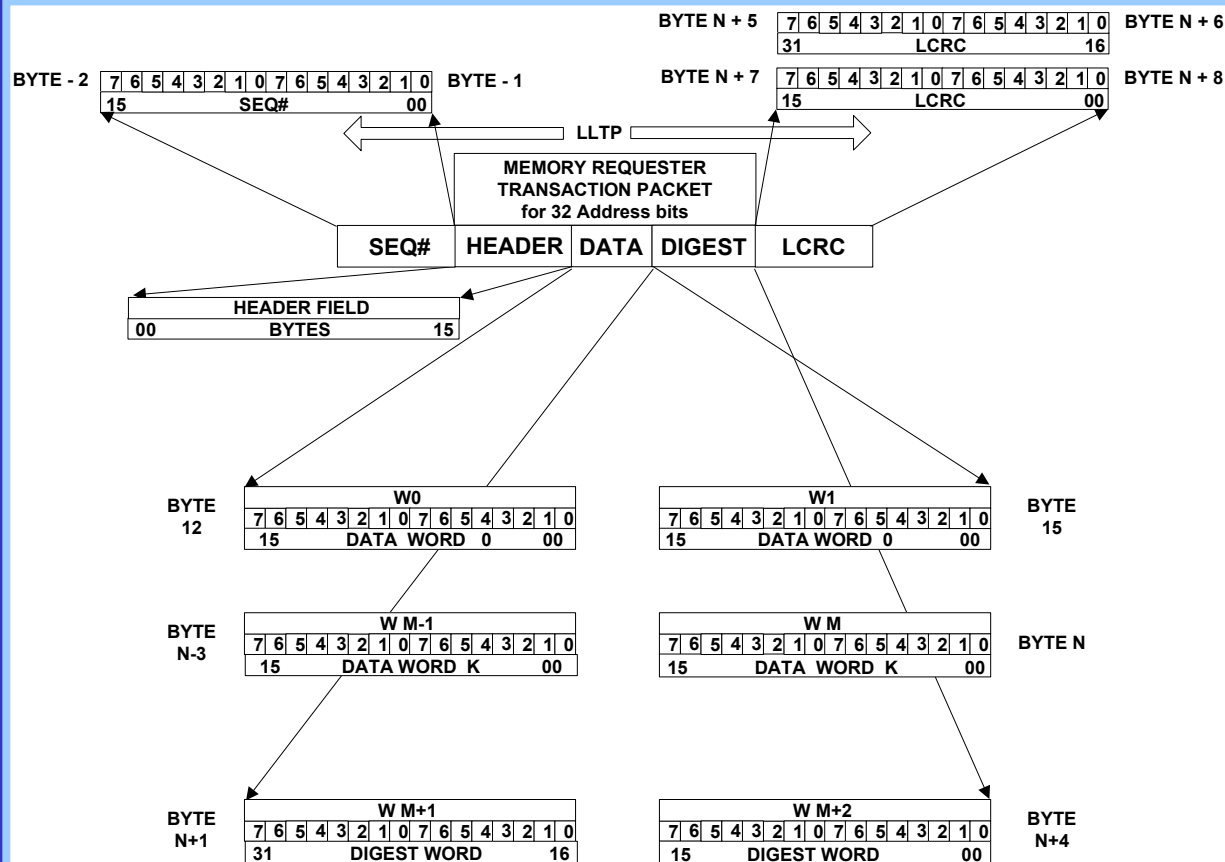 BYTE N + 5 7 6 5 4 3 2 1 0 7 6 5 4 3 2 1 0 BYTE N + 6
31 LCRC 16
BYTE - 2 7 6 5 4 3 2 1 0 7 6 5 4 3 2 1 0 BYTE - 1
15 SEQ# 00
BYTE N + 7 7 6 5 4 3 2 1 0 7 6 5 4 3 2 1 0 BYTE N + 8
15 LCRC 00
LLTP
MEMORY REQUESTER
TRANSACTION PACKET
for 32 Address bits
SEQ# HEADER DATA DIGEST LCRC
HEADER FIELD
00 BYTES 15
BYTE
12
W0
7 6 5 4 3 2 1 0 7 6 5 4 3 2 1 0
15 DATA WORD 0 00
W1
7 6 5 4 3 2 1 0 7 6 5 4 3 2 1 0
15 DATA WORD 0 00
BYTE
15
BYTE
N-3
W M-1
7 6 5 4 3 2 1 0 7 6 5 4 3 2 1 0
15 DATA WORD K 00
W M
7 6 5 4 3 2 1 0 7 6 5 4 3 2 1 0
15 DATA WORD K 00
BYTE N
BYTE
N+1
W M+1
7 6 5 4 3 2 1 0 7 6 5 4 3 2 1 0
31 DIGEST WORD 16
W M+2
7 6 5 4 3 2 1 0 7 6 5 4 3 2 1 0
15 DIGEST WORD 00
BYTE
N+4